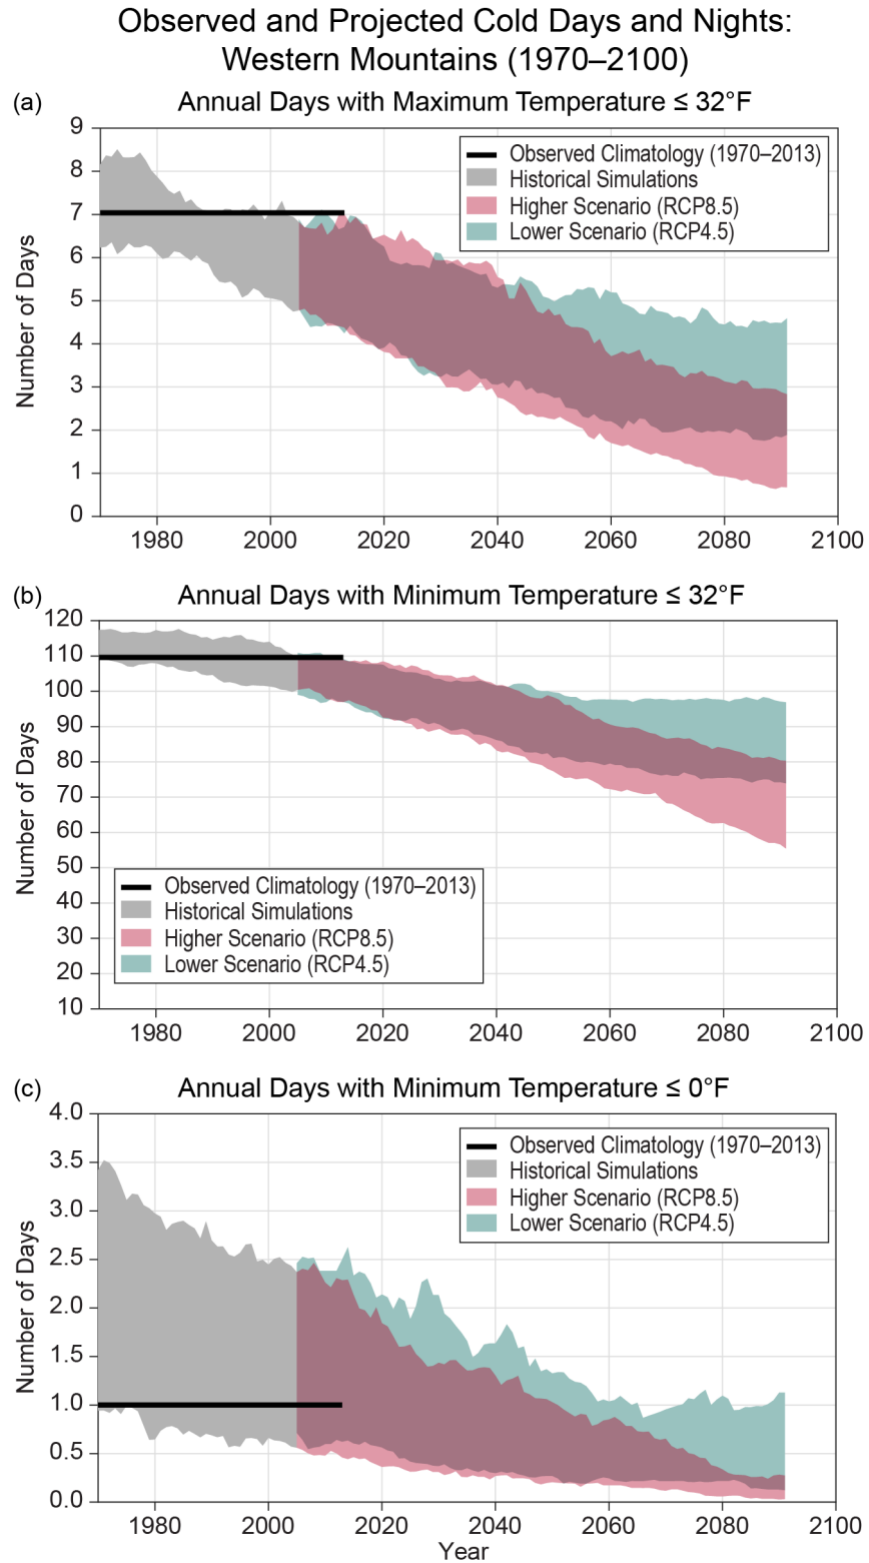 Observed and Projected Cold Days and Nights:
Western Mountains (1970–2100)
(a) Annual Days with Maximum Temperature ≤ 32°F
Number of Days
9
8
7
6
5
4
3
2
1
0
Observed Climatology (1970–2013)
Historical Simulations
Higher Scenario (RCP8.5)
Lower Scenario (RCP4.5)
1980 2000 2020 2040 2060 2080 2100
(b) Annual Days with Minimum Temperature ≤ 32°F
Number of Days
120
110
100
90
80
70
60
50
40
30
20
10
Observed Climatology (1970–2013)
Historical Simulations
Higher Scenario (RCP8.5)
Lower Scenario (RCP4.5)
1980 2000 2020 2040 2060 2080 2100
(c) Annual Days with Minimum Temperature ≤ 0°F
Number of Days
4.0
3.5
3.0
2.5
2.0
1.5
1.0
0.5
0.0
Observed Climatology (1970–2013)
Historical Simulations
Higher Scenario (RCP8.5)
Lower Scenario (RCP4.5)
1980 2000 2020 2040 2060 2080 2100
Year